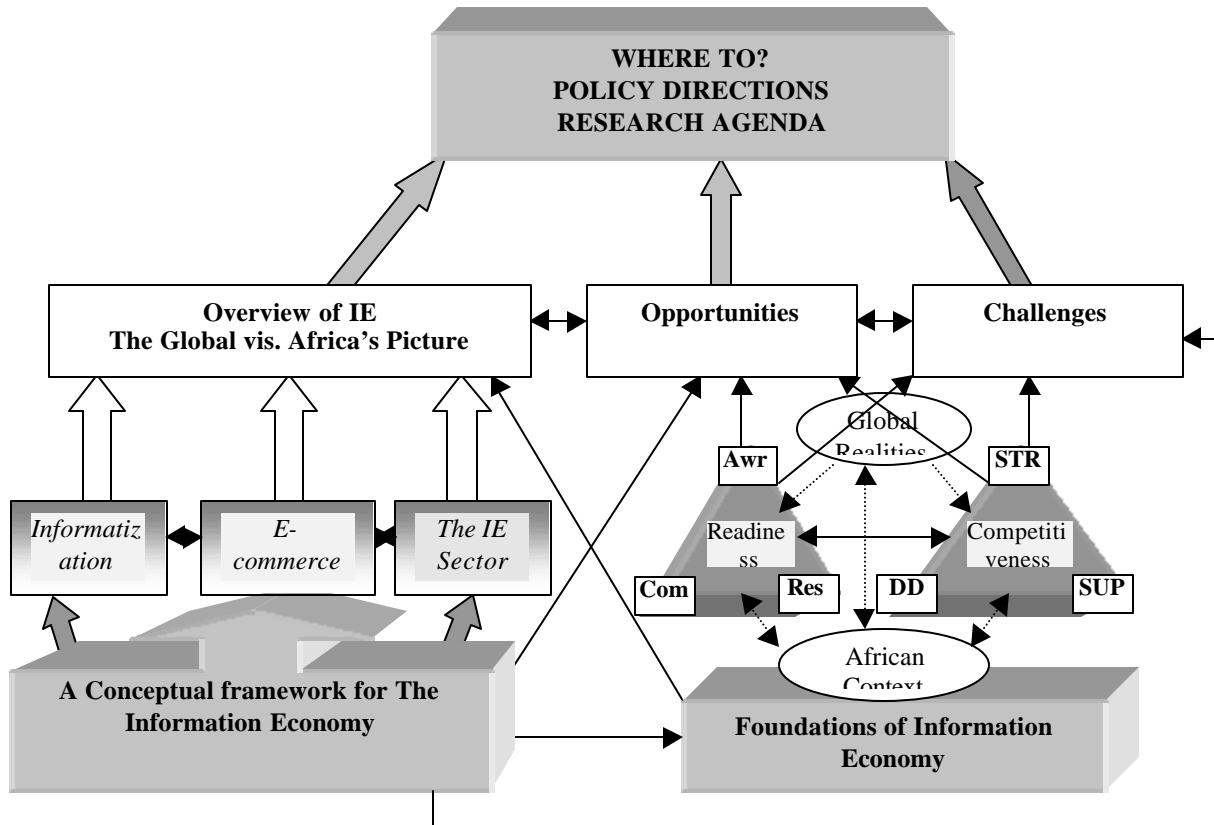 WHERE TO?
POLICY DIRECTIONS
RESEARCH AGENDA
Overview of IE
The Global vis. Africa's Picture
Opportunities
Challenges
Global
Realities
Awr
STR
Informatiz
ation
E-
commerce
The IE
Sector
Readine
ss
Competiti
veness
Com
Res
DD
SUP
African
Context
A Conceptual framework for The
Information Economy
Foundations of Information
Economy